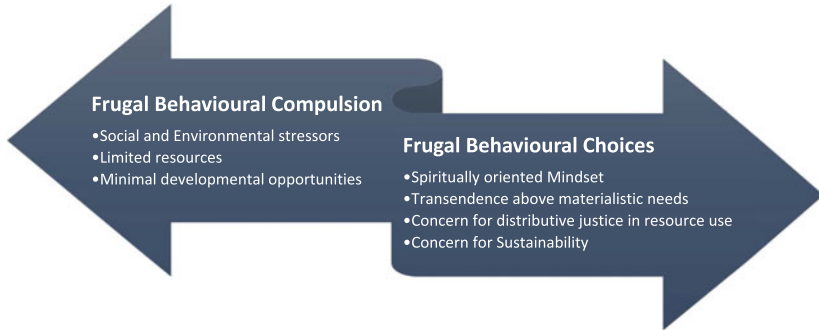 Frugal Behavioural Compulsion
•Social and Environmental stressors
•Limited resources
•Minimal developmental opportunities
Frugal Behavioural Choices
•Spiritually oriented Mindset
•Transendence above materialistic needs
•Concern for distributive justice in resource use
•Concern for Sustainability